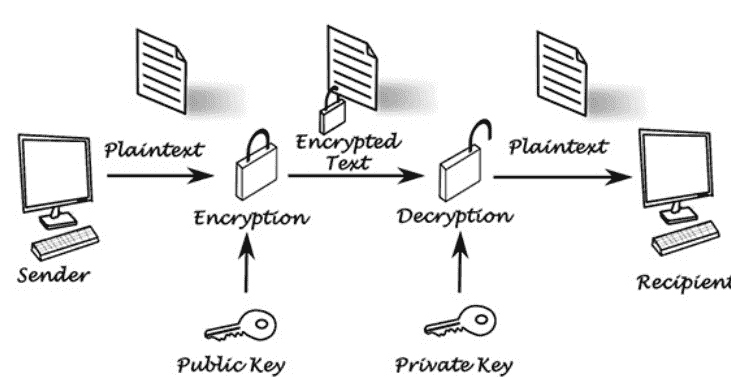 Plaintext
Encrypted
Text
Plaintext
Encryption
Decryption
Sender
Recipient
Public Key
Private Key